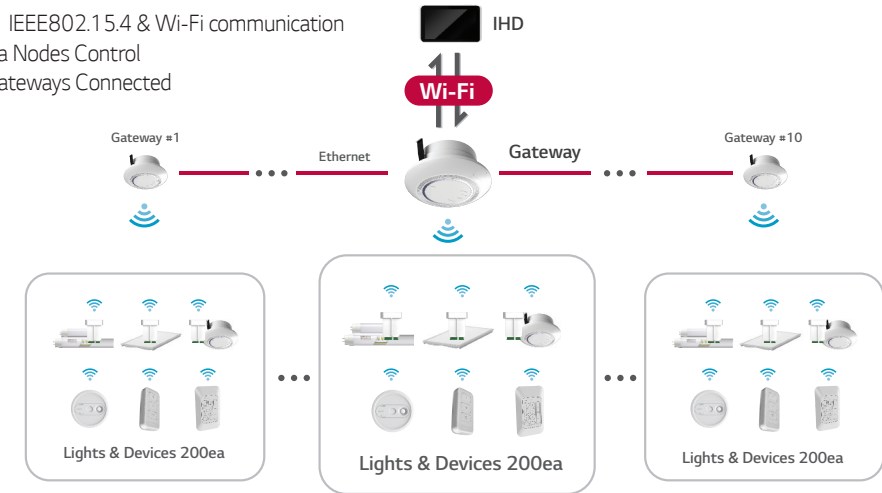 IEEE802.15.4 & Wi-Fi communication
a Nodes Control
ateways Connected
IHD
Wi-Fi
Gateway #1
Ethernet
Gateway
Gateway #10
Lights & Devices 200ea
Lights & Devices 200ea
Lights & Devices 200ea